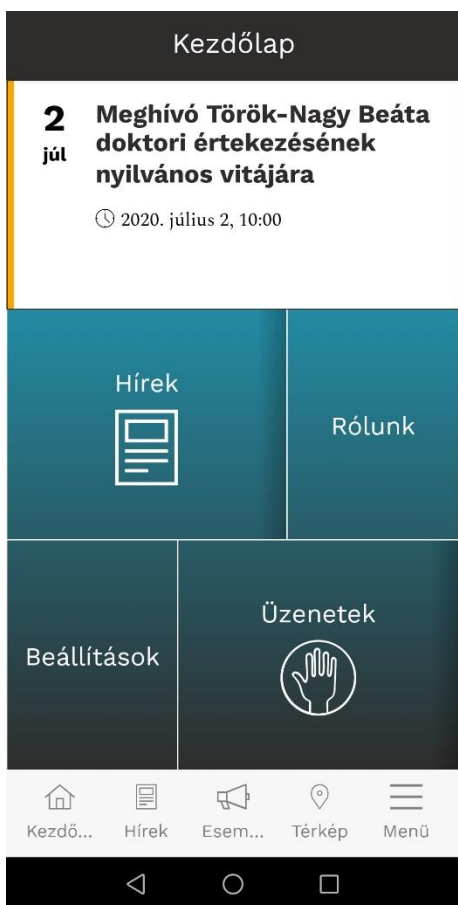 Kezdőlap
2
júl
Meghívó Török-Nagy Beáta
doktori értekezésének
nyilvános vitájára
2020. július 2, 10:00
Hírek
Rólunk
Beállítások
Üzenetek
Kezdő...
Hírek
Esem...
Térkép
Menü